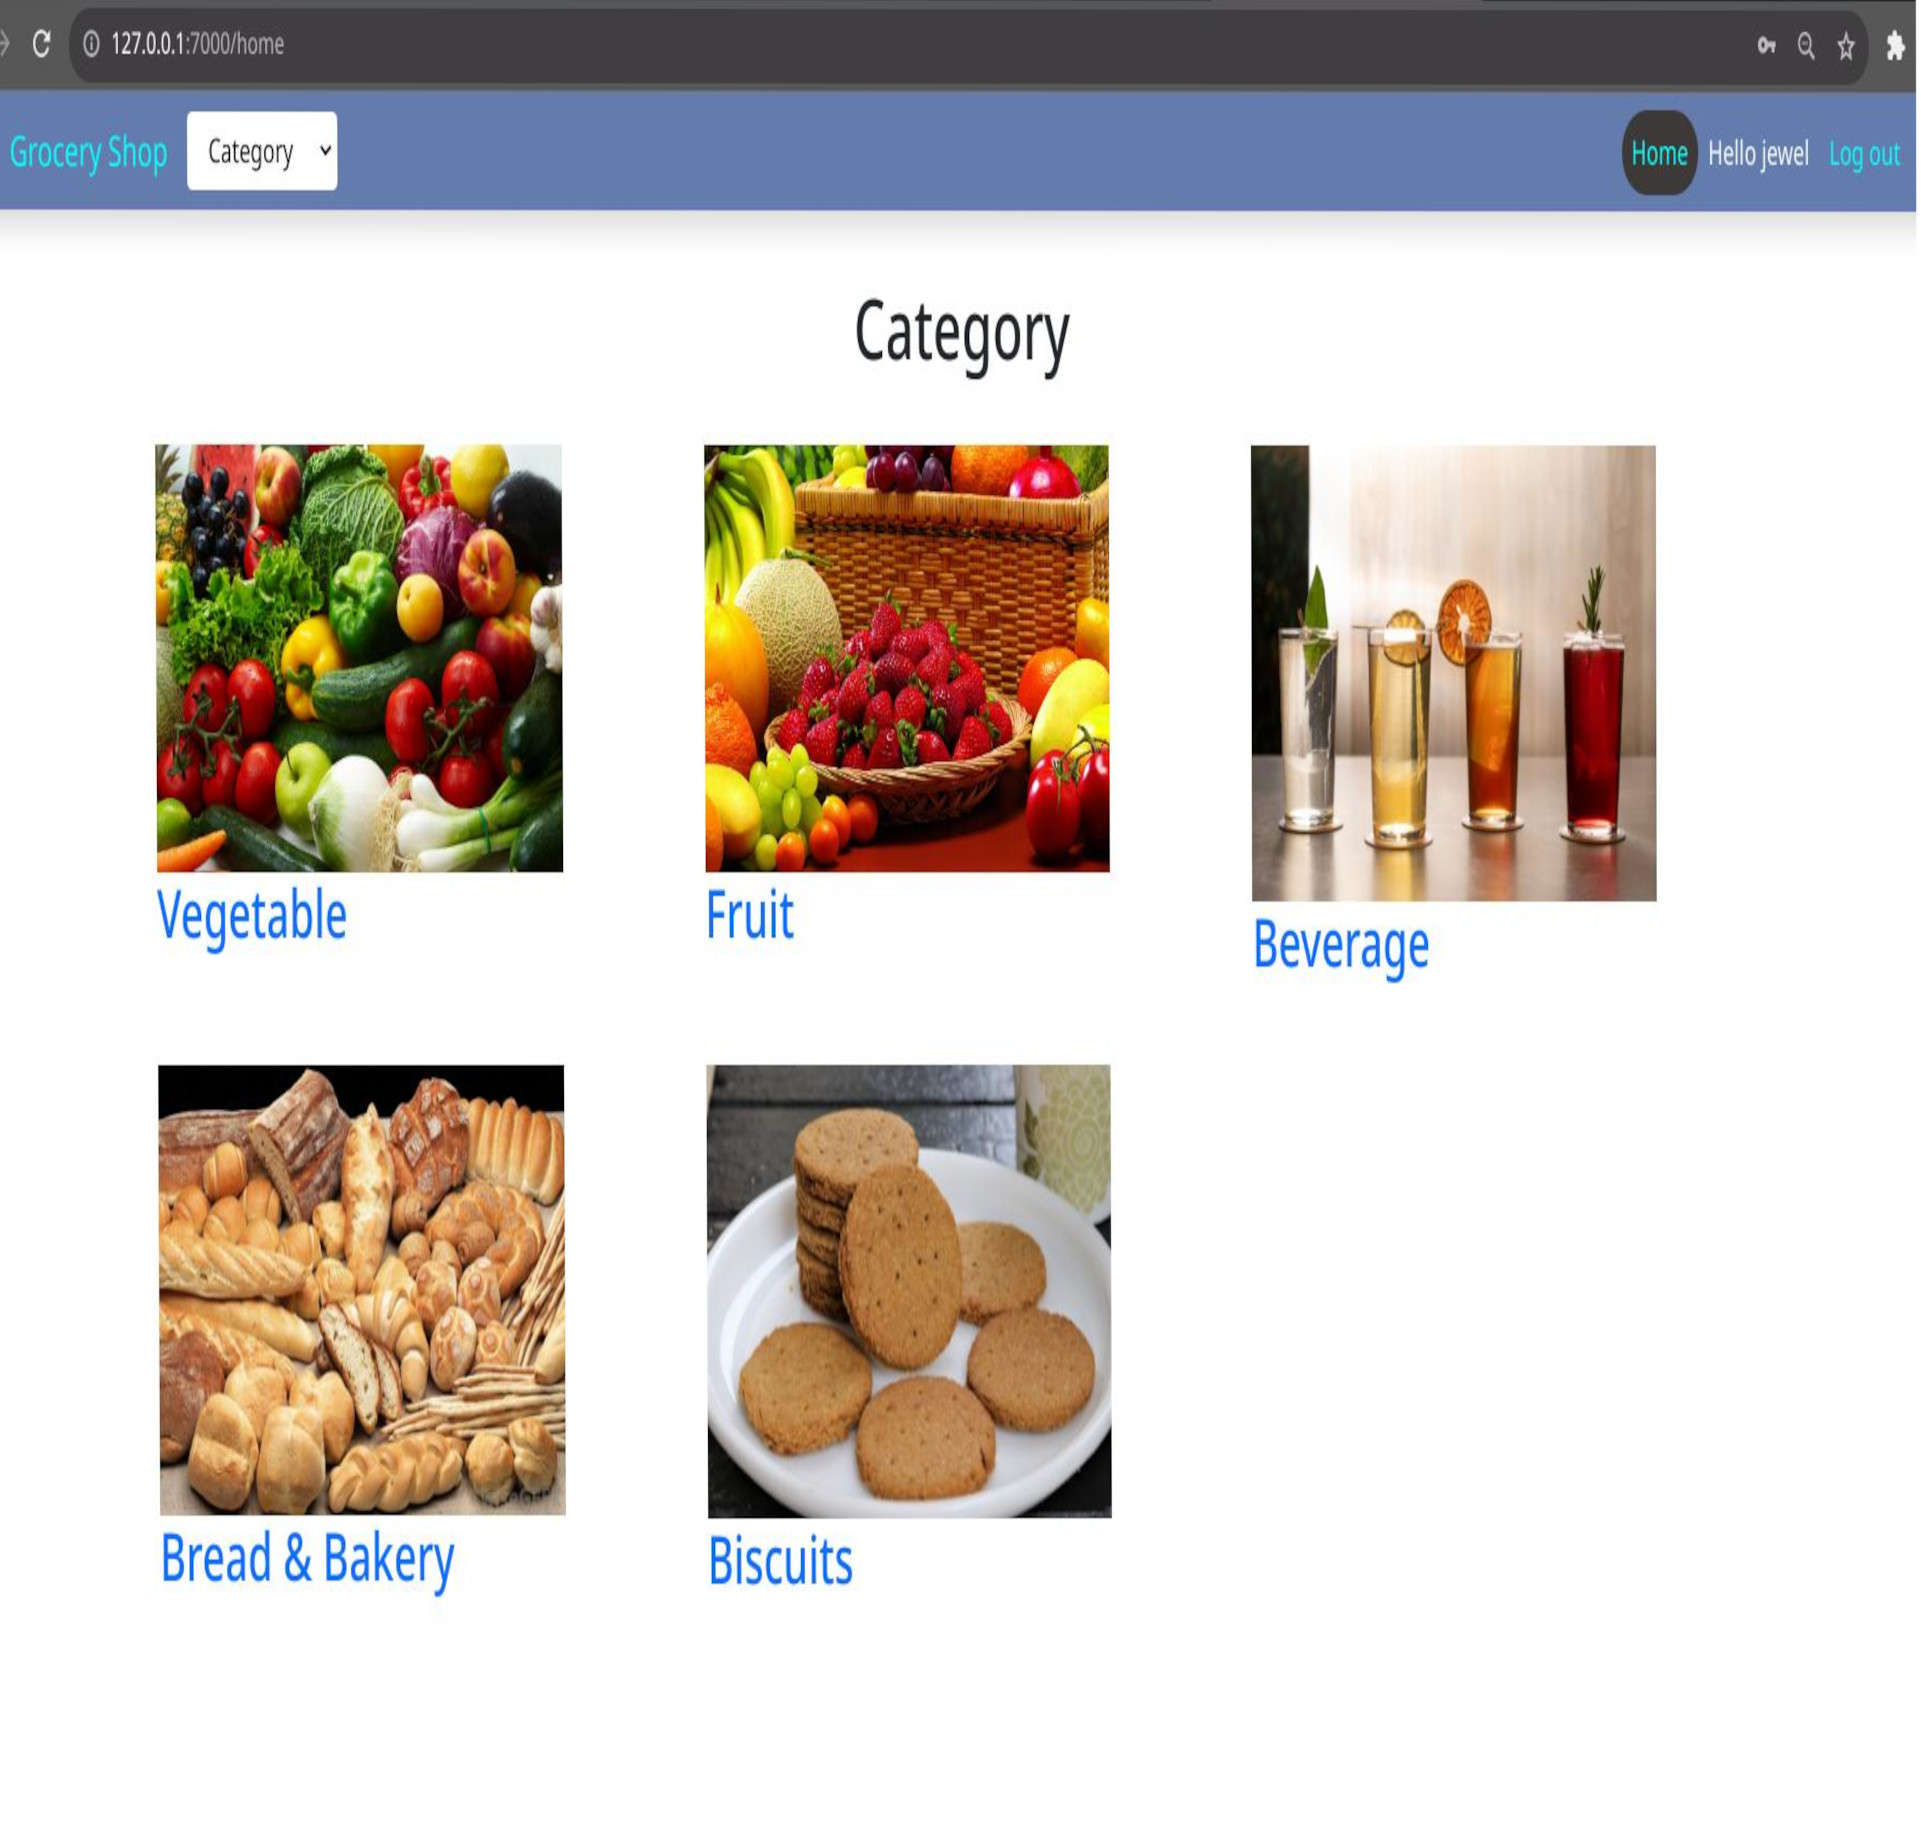 127.0.0.1:7000/home
Grocery Shop Category Home Hello jewel Log out
Category
Vegetable Fruit Beverage
Bread & Bakery Biscuits